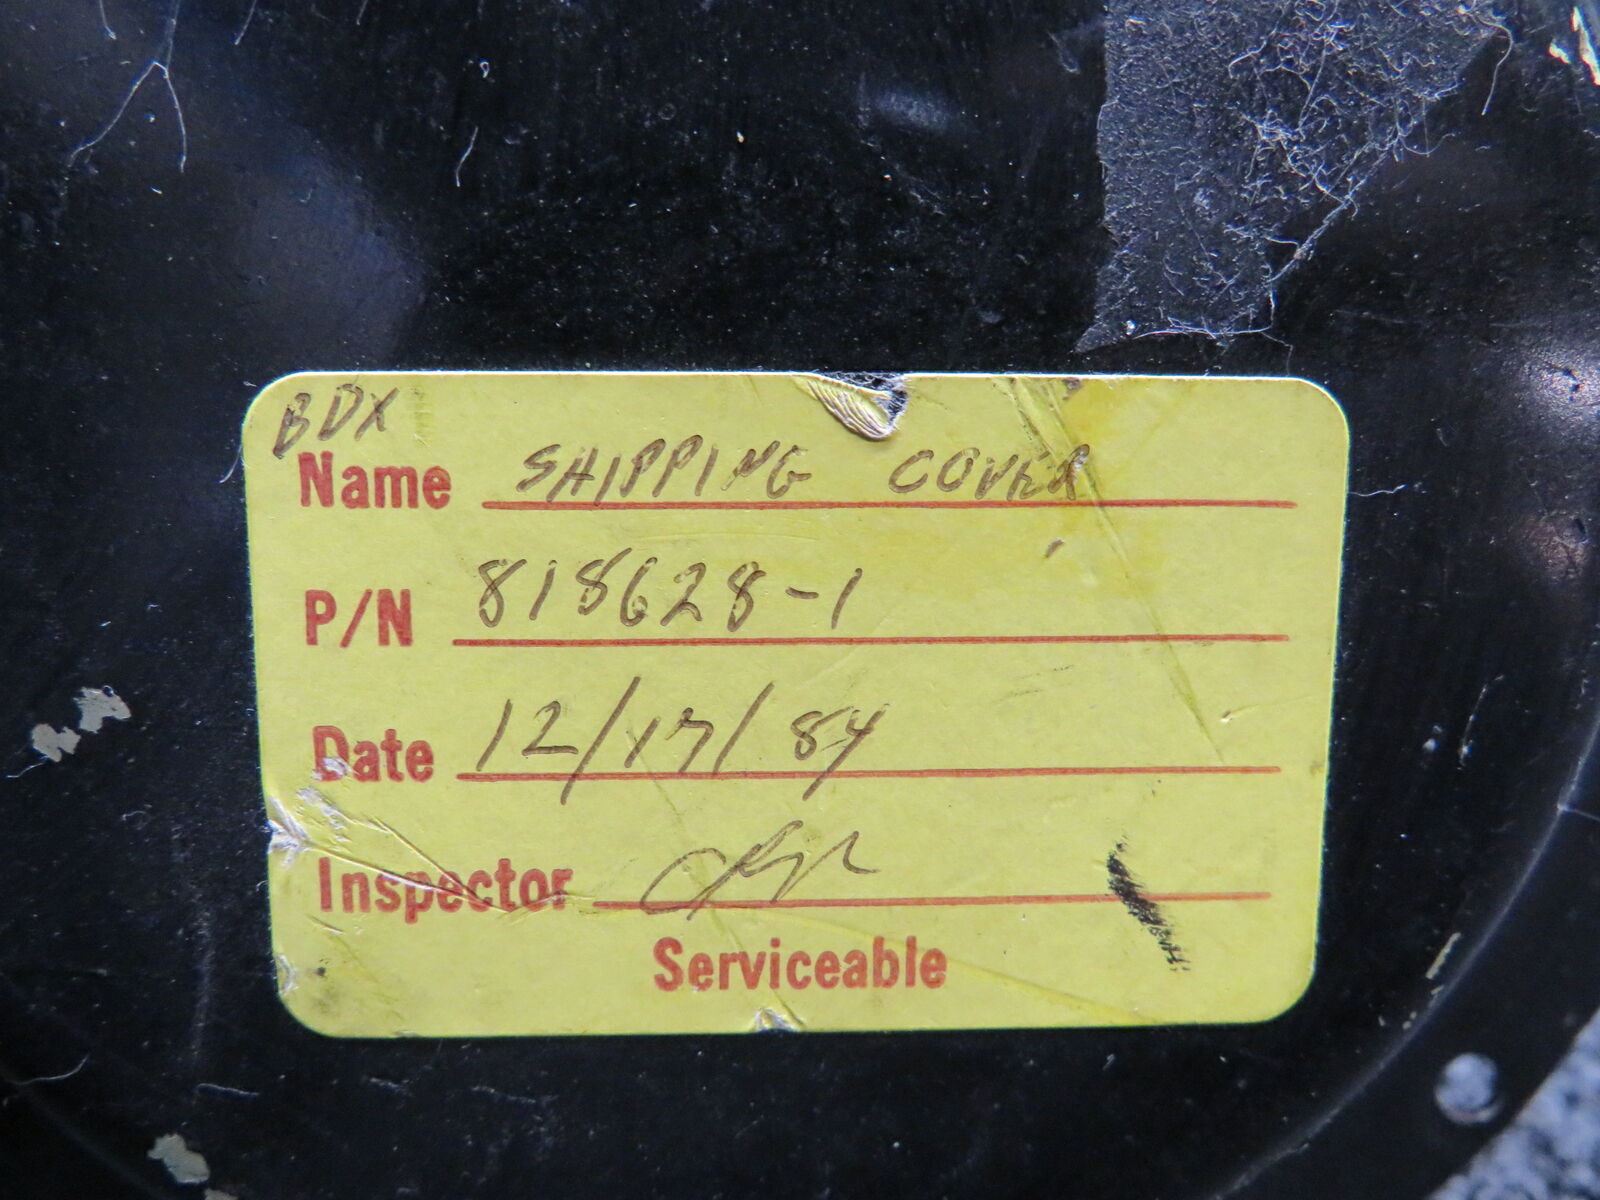 BDX
Name SHIPPING COVER
P/N 818628-1
Date 12/17/84
Inspector
Serviceable